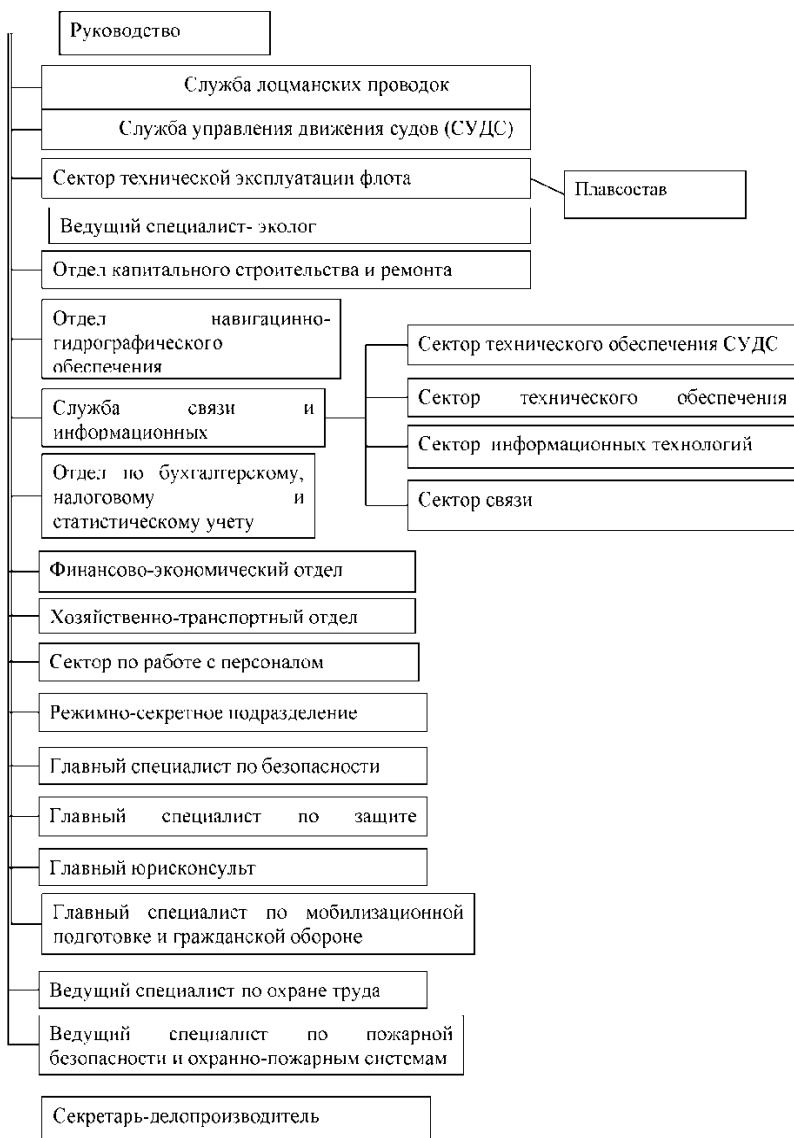 Руководство
Служба лоцманских проводок
Служба управления движения судов (СУДС)
Сектор технической эксплуатации флота
Плавсостав
Ведущий специалист- эколог
Отдел капитального строительства и ремонта
Отдел навигацинно-
гидрографического
обеспечения
Служба связи и
информационных
Сектор технического обеспечения СУДС
Сектор технического обеспечения
Сектор информационных технологий
Сектор связи
Отдел по бухгалтерскому,
налоговому и
статистическому учету
Финансово-экономический отдел
Хозяйственно-транспортный отдел
Сектор по работе с персоналом
Режимно-секретное подразделение
Главный специалист по безопасности
Главный специалист по защите
Главный юрисконсульт
Главный специалист по мобилизационной
подготовке и гражданской обороне
Ведущий специалист по охране труда
Ведущий специалист по пожарной
безопасности и охранно-пожарным системам
Секретарь-делопроизводитель